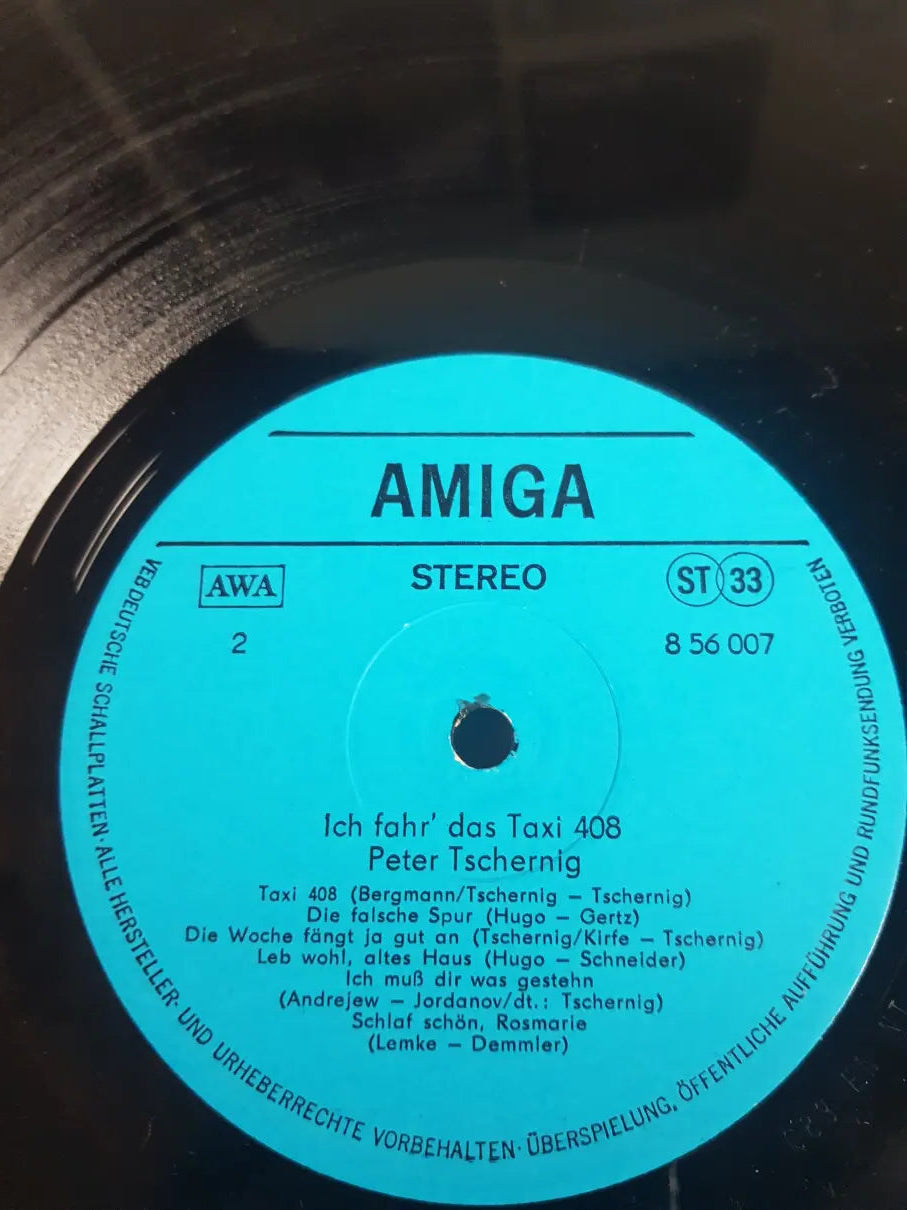 AMIGA
AWA
STEREO
ST 33
2
8 56 007
Ich fahr' das Taxi 408
Peter Tschernig
Taxi 408 (Bergmann/Tschernig – Tschernig)
Die falsche Spur (Hugo – Gertz)
Die Woche fängt ja gut an (Tschernig/Kirfe – Tschernig)
Leb wohl, altes Haus (Hugo – Schneider)
Ich muß dir was gestehn
(Andrejew – Jordanov/dt.: Tschernig)
Schlaf schön, Rosmarie
(Lemke – Demmler)
VEB DEUTSCHE SCHALLPLATTEN · ALLE HERSTELLER- UND URHEBERRECHTE VORBEHALTEN · ÜBERSPIELUNG, ÖFFENTLICHE AUFFÜHRUNG UND RUNDFUNKSENDUNG VERBOTEN